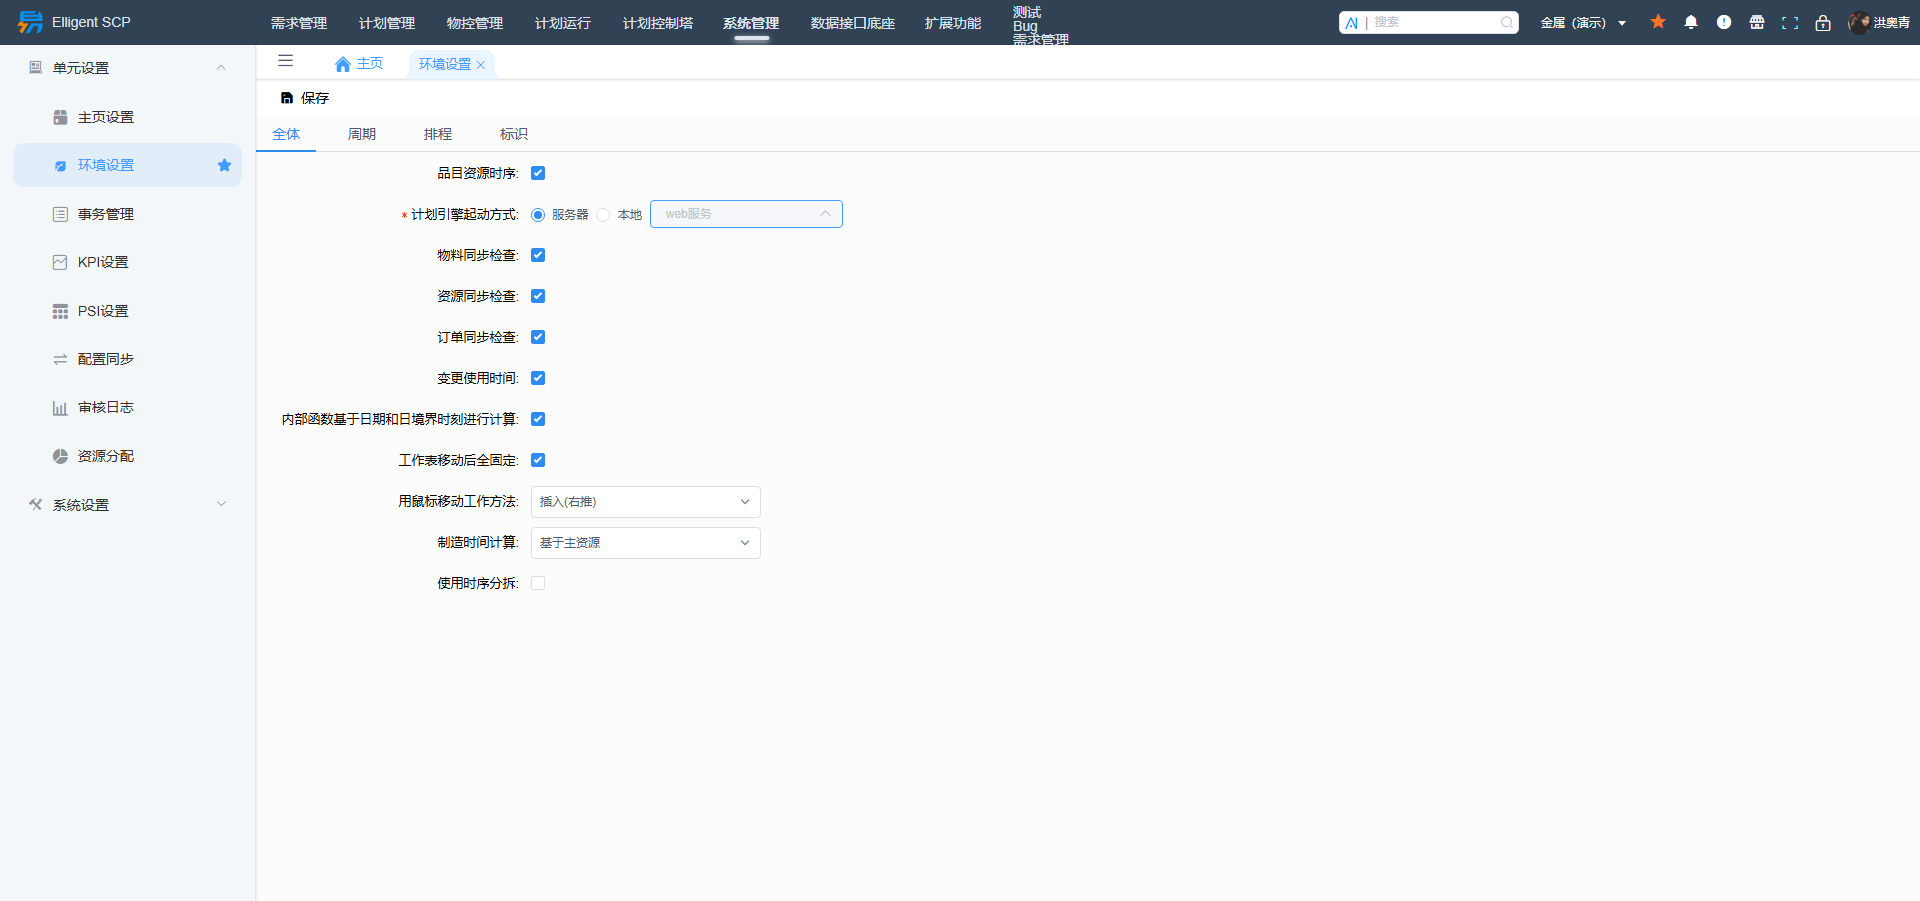 Elligent SCP
需求管理
计划管理
物控管理
计划运行
计划控制塔
系统管理
数据接口底座
扩展功能
测试
Bug
需求管理
AI | 搜索
金属（演示）
洪奥青
单元设置
主页设置
环境设置
事务管理
KPI设置
PSI设置
配置同步
审核日志
资源分配
系统设置
主页
环境设置
保存
全体
周期
排程
标识
品目资源时序:
* 计划引擎起动方式: 服务器 本地 web服务
物料同步检查:
资源同步检查:
订单同步检查:
变更使用时间:
内部函数基于日期和日境界时刻进行计算:
工作表移动后全固定:
用鼠标移动工作方法: 插入(右推)
制造时间计算: 基于主资源
使用时序分拆: